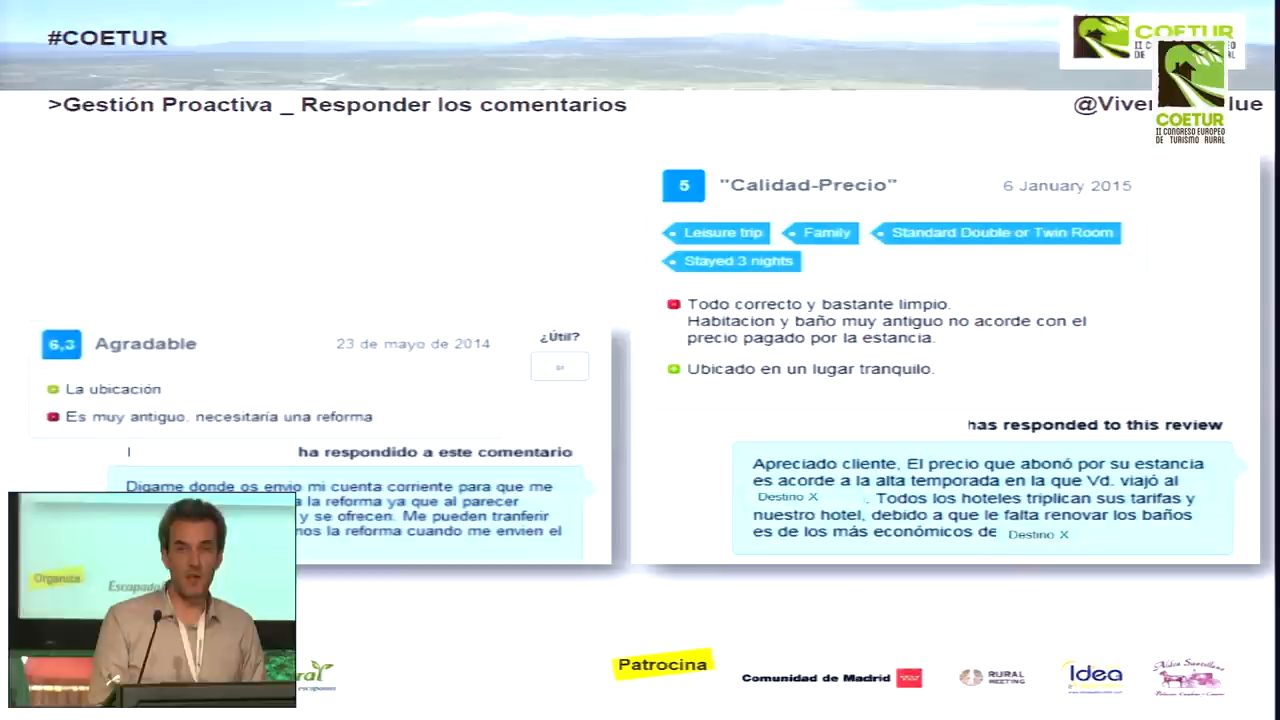 #COETUR
COETUR
COETUR
II CONGRESO EUROPEO
DE TURISMO RURAL
>Gestión Proactiva _ Responder los comentarios
5
"Calidad-Precio"
6 January 2015
Leisure trip
Family
Standard Double or Twin Room
Stayed 3 nights
Todo correcto y bastante limpio.
Habitacion y baño muy antiguo no acorde con el
precio pagado por la estancia.
Ubicado en un lugar tranquilo.
has responded to this review
Apreciado cliente, El precio que abonó por su estancia
es acorde a la alta temporada en la que Vd. viajó al
Destino X . Todos los hoteles triplican sus tarifas y
nuestro hotel, debido a que le falta renovar los baños
es de los más económicos de Destino X
6,3
Agradable
23 de mayo de 2014
¿Útil?
La ubicación
Es muy antiguo. necesitaría una reforma
ha respondido a este comentario
Digame donde os envio mi cuenta corriente para que me
a la reforma ya que al parecer
y se ofrecen. Me pueden tranferir
la reforma cuando me envien el
Organiza
Patrocina
Comunidad de Madrid
RURAL
MEETING
Idea